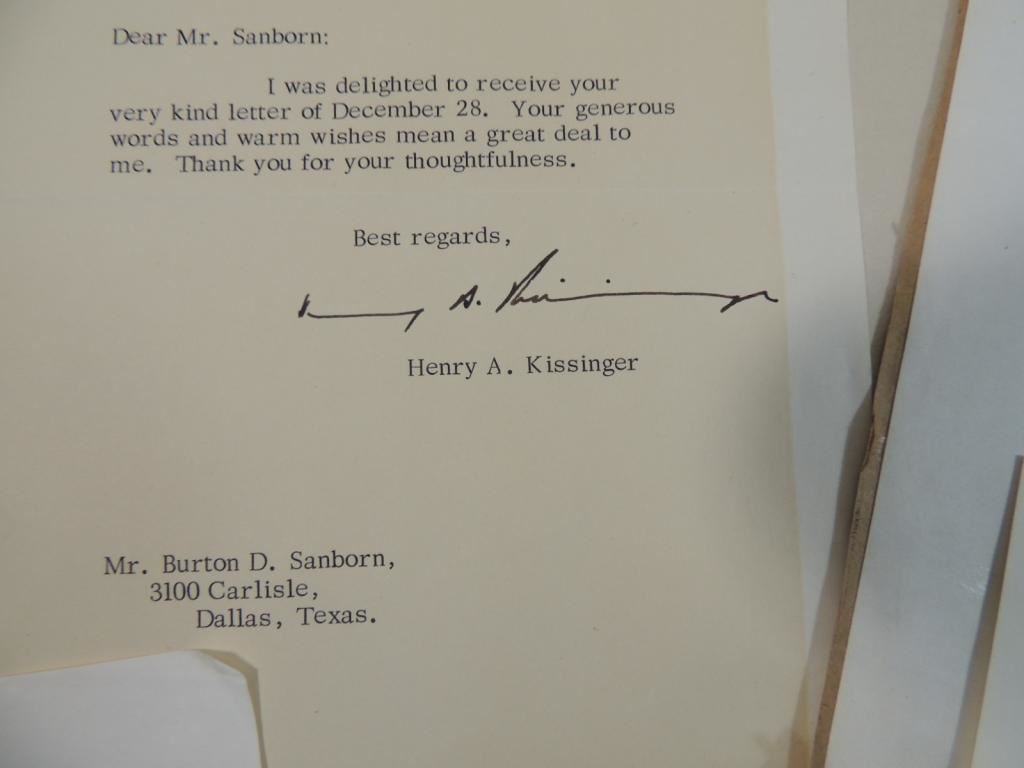 Dear Mr. Sanborn:
I was delighted to receive your
very kind letter of December 28. Your generous
words and warm wishes mean a great deal to
me. Thank you for your thoughtfulness.
Best regards,
Henry A. Kissinger
Henry A. Kissinger
Mr. Burton D. Sanborn,
3100 Carlisle,
Dallas, Texas.